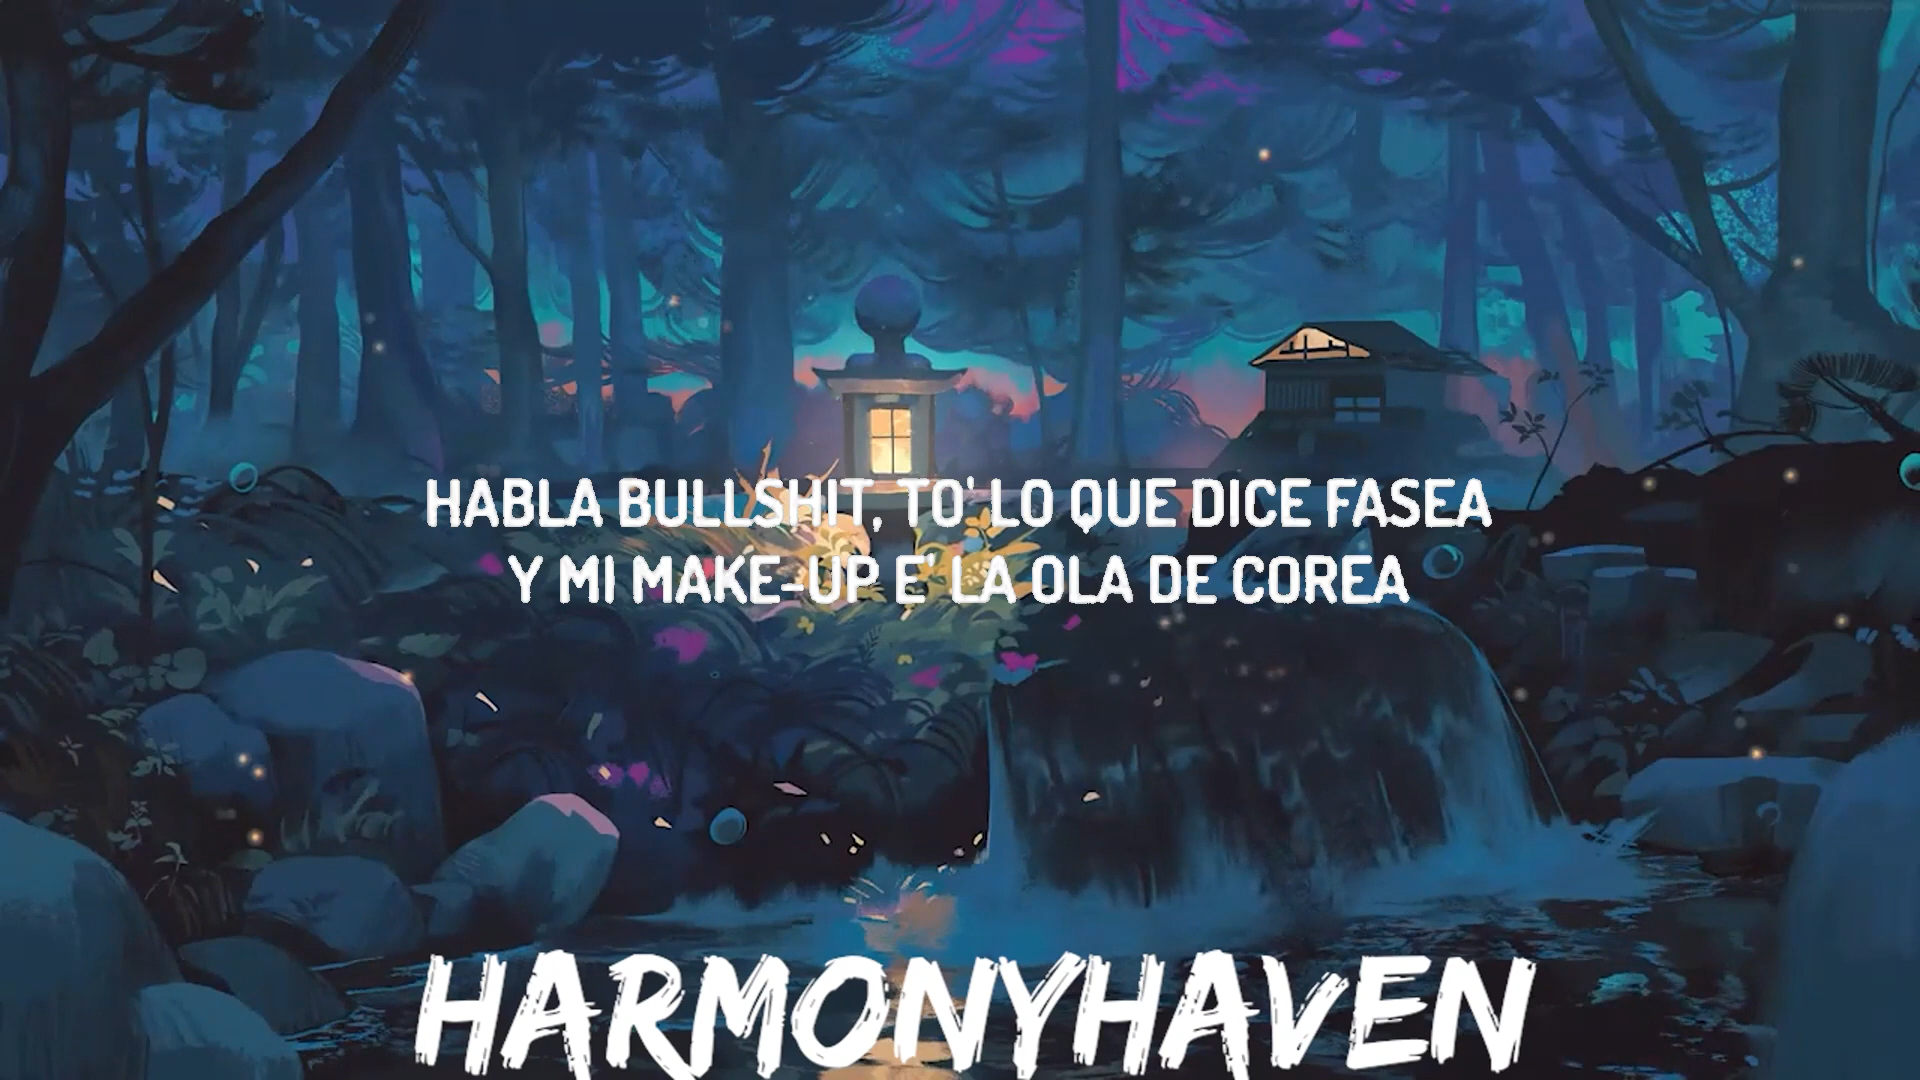 HABLA BULLSHIT, TO' LO QUE DICE FASEA
Y MI MAKE-UP E' LA OLA DE COREA
HARMONYHAVEN